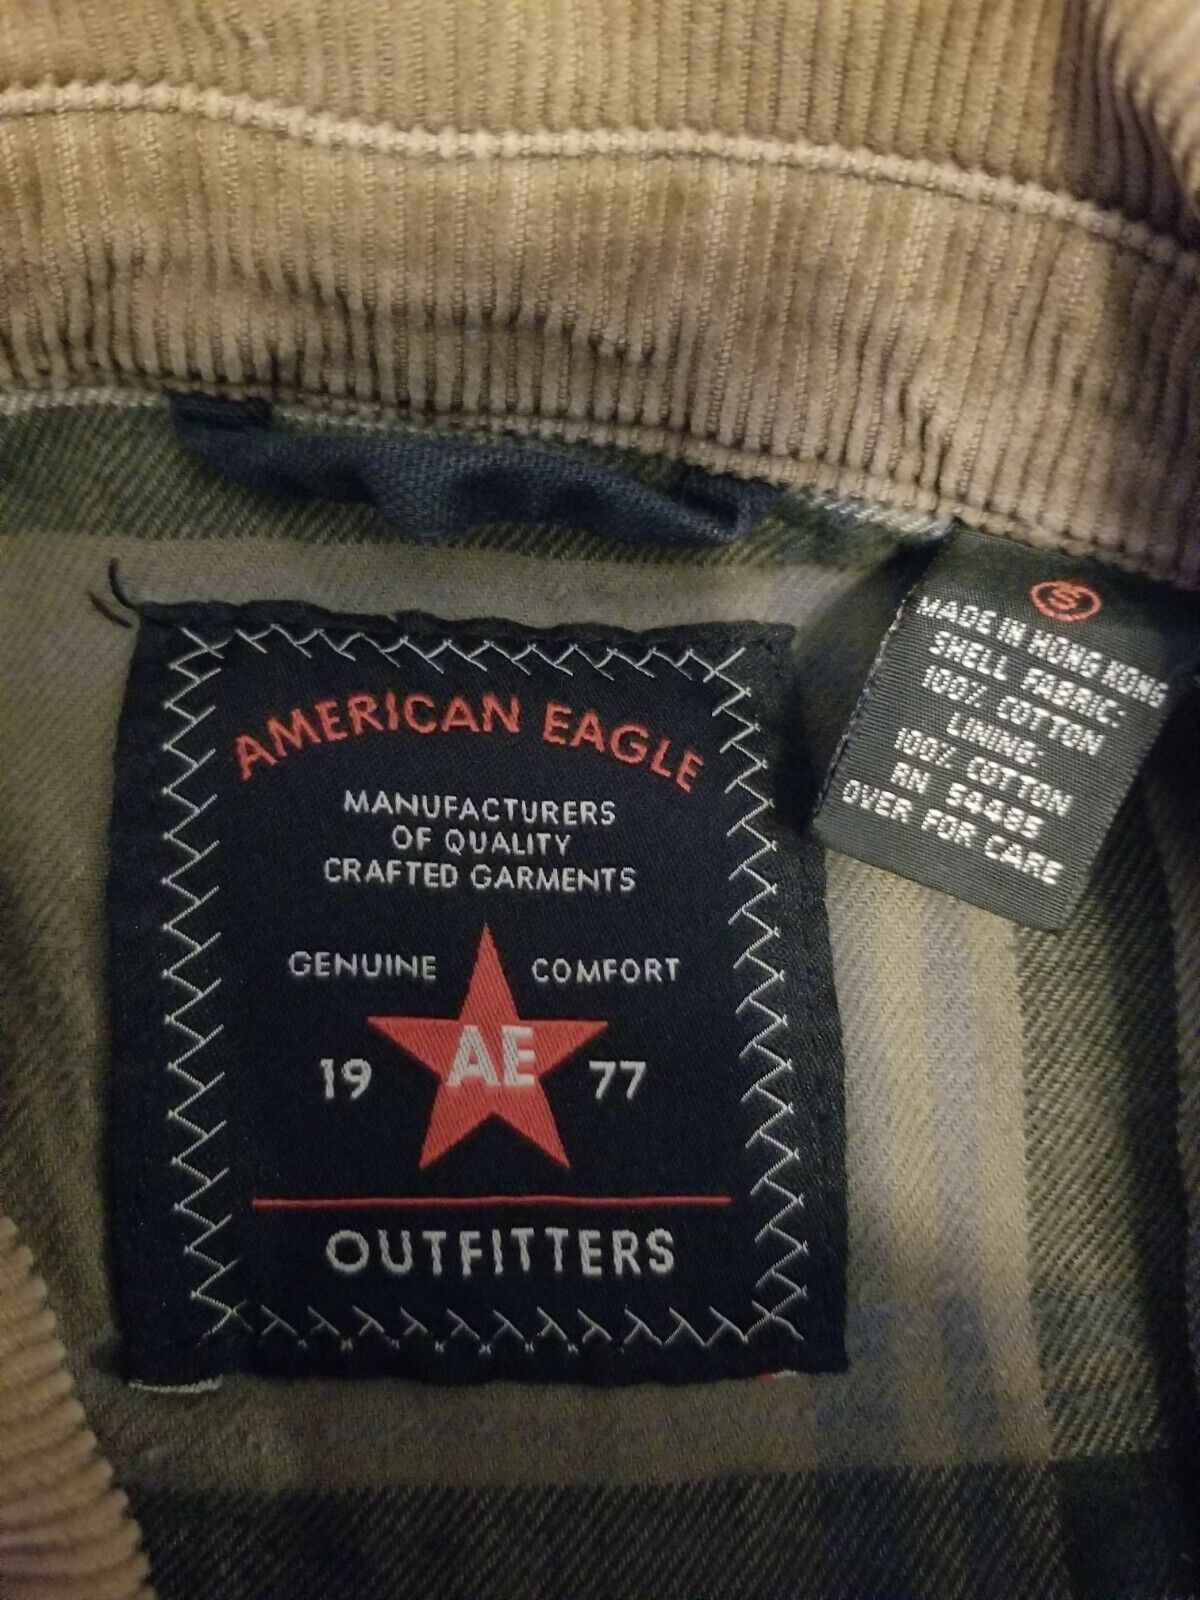 AMERICAN EAGLE
MANUFACTURERS
OF QUALITY
CRAFTED GARMENTS
GENUINE COMFORT
AE
19 77
OUTFITTERS
S
MADE IN HONG KONG
SHELL FABRIC:
100% COTTON
LINING:
100% COTTON
RN 54485
OVER FOR CARE